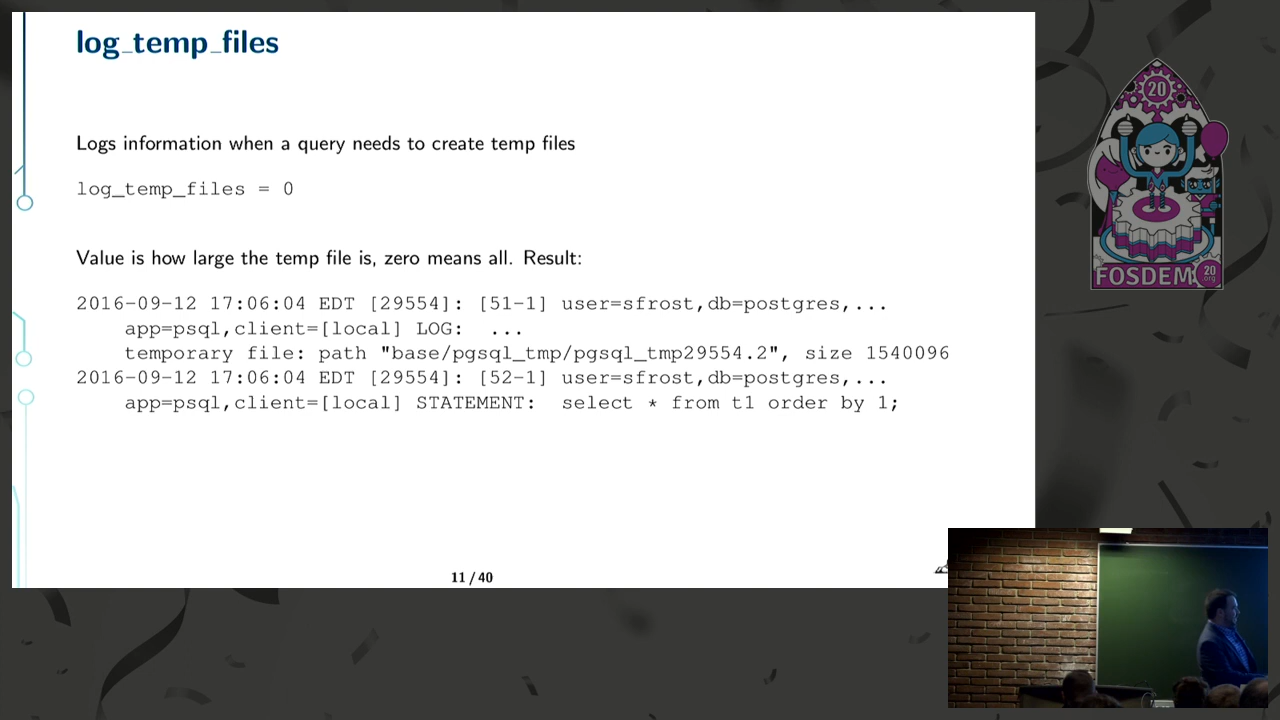 log_temp_files
Logs information when a query needs to create temp files
log_temp_files = 0
Value is how large the temp file is, zero means all. Result:
2016-09-12 17:06:04 EDT [29554]: [51-1] user=sfrost,db=postgres,...
app=psql,client=[local] LOG:  ...
temporary file: path "base/pgsql_tmp/pgsql_tmp29554.2", size 1540096
2016-09-12 17:06:04 EDT [29554]: [52-1] user=sfrost,db=postgres,...
app=psql,client=[local] STATEMENT:  select * from t1 order by 1;
11 / 40
20
FOSDEM
20
.org